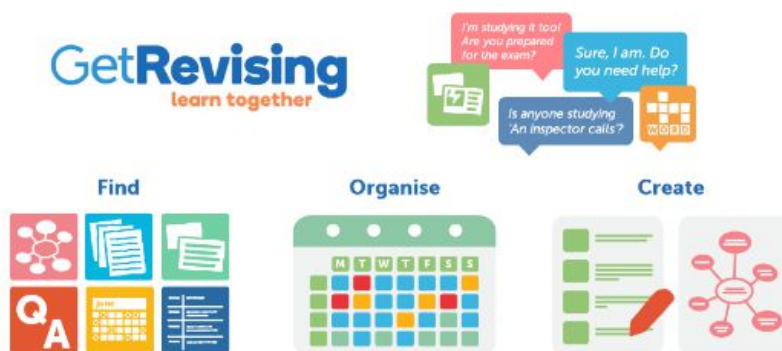 GetRevising
learn together
I'm studying it too!
Are you prepared
for the exam?
Sure, I am. Do
you need help?
Is anyone studying
'An inspector calls'?
WORD
Find
Organise
Create
Q
A
june
M T W T F S S